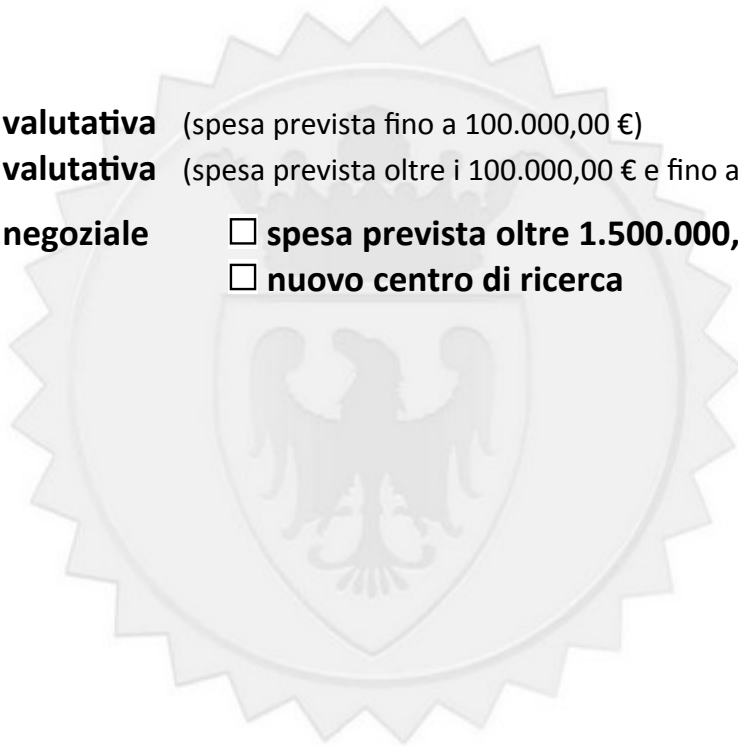 valutativa (spesa prevista fino a 100.000,00 €)
valutativa (spesa prevista oltre i 100.000,00 € e fino a
negoziale ☐ spesa prevista oltre 1.500.000,
☐ nuovo centro di ricerca